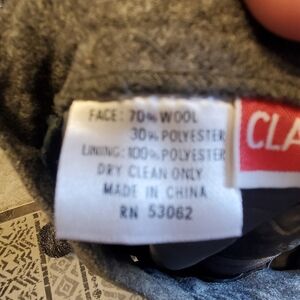 FACE: 70% WOOL
30% POLYESTER
LINING: 100% POLYESTER
DRY CLEAN ONLY
MADE IN CHINA
RN 53062
CLA